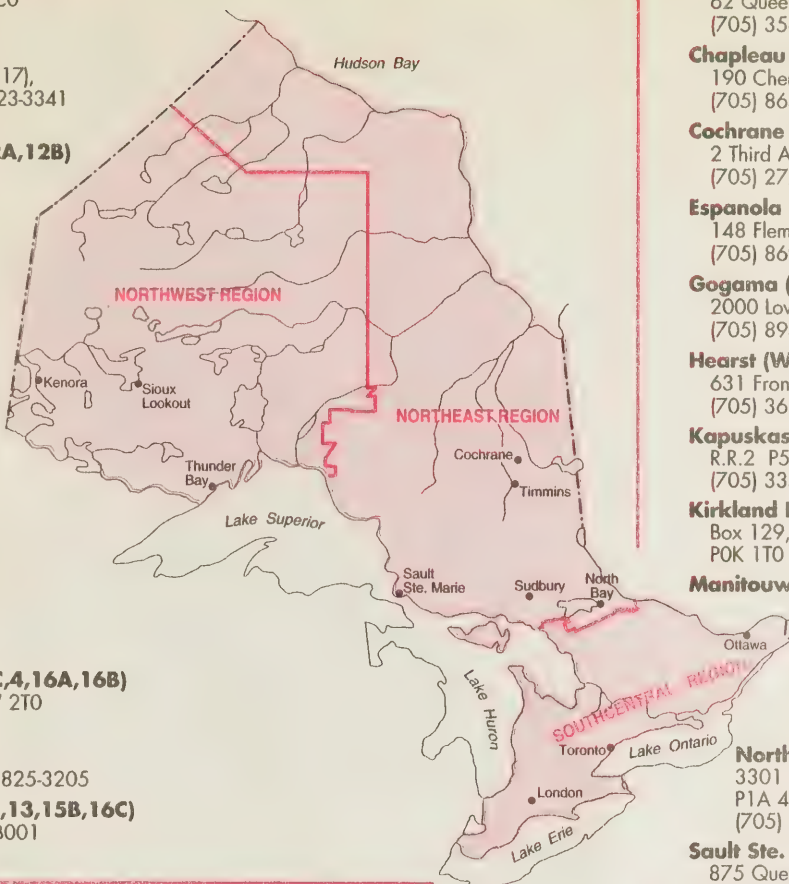 17),
23-3341
2A,12B)
C,4,16A,16B)
2T0
825-3205
,13,15B,16C)
Hudson Bay
NORTHWEST REGION
Kenora
Sioux
Lookout
NORTHEAST REGION
Cochrane
Timmins
Thunder
Bay
Lake Superior
Sault
Ste. Marie
Sudbury
North
Bay
Ottawa
Lake Huron
SOUTHCENTRAL REGION
Toronto
Lake Ontario
London
Lake Erie
62 Quee
(705) 35
Chapleau
190 Che
(705) 86
Cochrane
2 Third A
(705) 27
Espanola
148 Flem
(705) 86
Gogama (
2000 Lov
(705) 89
Hearst (W
631 Fron
(705) 36
Kapuskas
R.R.2 P5
(705) 33
Kirkland
Box 129,
P0K 1T0
Manitouw
North
3301
P1A 4
(705)
Sault Ste.
875 Que